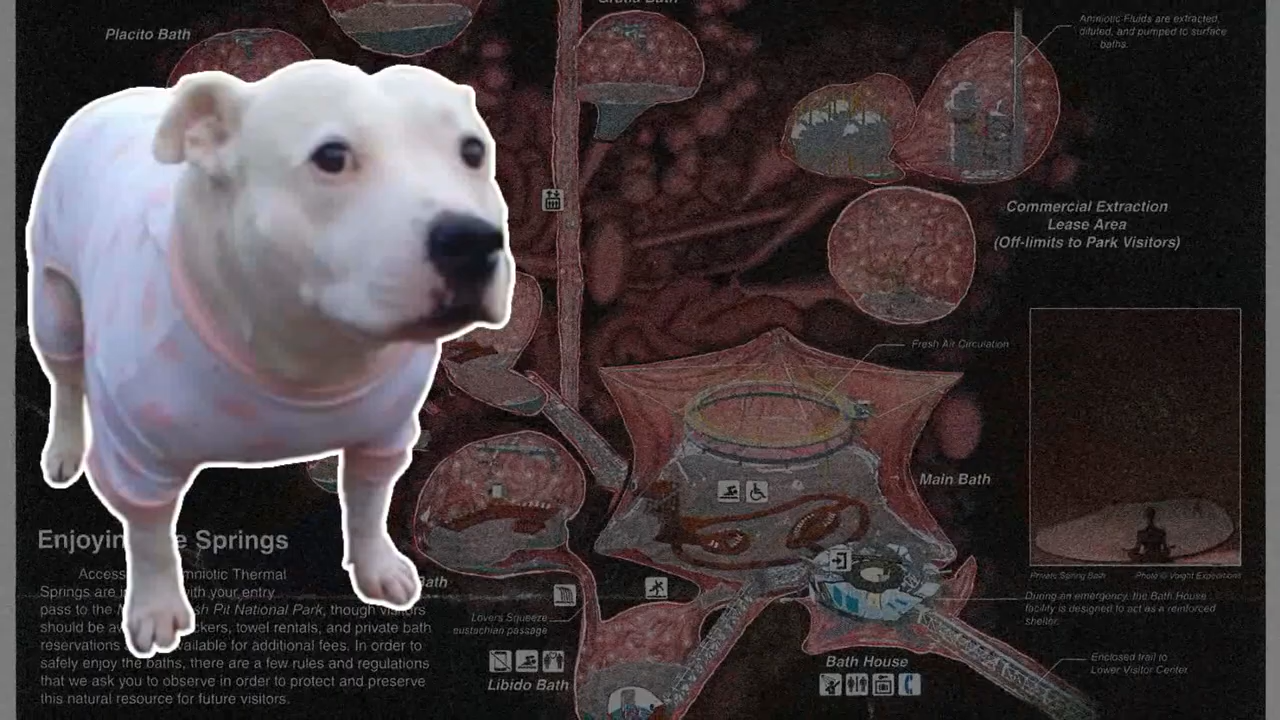 Gratia Bath
Placito Bath
Amniotic Fluids are extracted,
diluted, and pumped to surface
baths.
Commercial Extraction
Lease Area
(Off-limits to Park Visitors)
Fresh Air Circulation
Main Bath
Private Spring Bath
Photo © Voight Expeditions
During an emergency, the Bath House
facility is designed to act as a reinforced
shelter.
Enclosed trail to
Lower Visitor Center
Bath House
Bath
Lovers Squeeze
eustachian passage
Libido Bath
Enjoyin e Springs
Access mniotic Thermal
Springs are with your entry
pass to the sh Pit National Park, though visitors
should be ckers, towel rentals, and private bath
reservations vailable for additional fees. In order to
safely enjoy the baths, there are a few rules and regulations
that we ask you to observe in order to protect and preserve
this natural resource for future visitors.